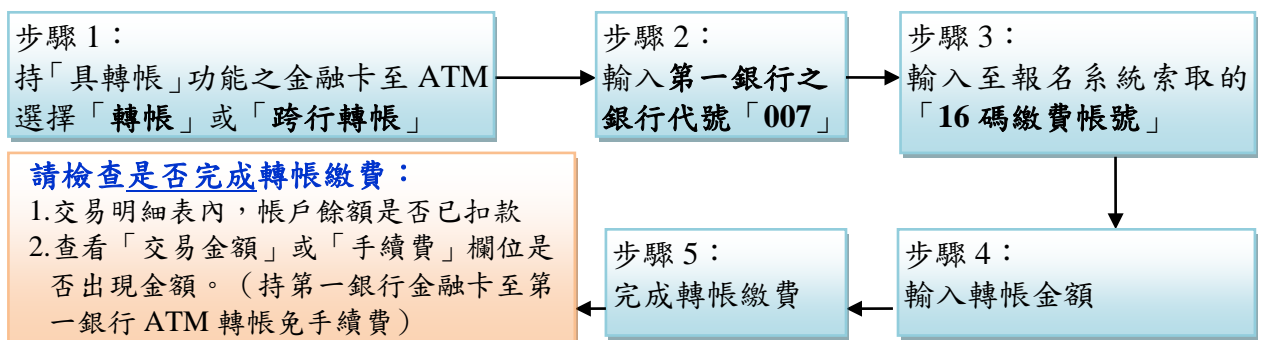 步驟 1：
持「具轉帳」功能之金融卡至 ATM
選擇「轉帳」或「跨行轉帳」
步驟 2：
輸入第一銀行之
銀行代號「007」
步驟 3：
輸入至報名系統索取的
「16 碼繳費帳號」
步驟 4：
輸入轉帳金額
步驟 5：
完成轉帳繳費
請檢查是否完成轉帳繳費：
1.交易明細表內，帳戶餘額是否已扣款
2.查看「交易金額」或「手續費」欄位是
否出現金額。（持第一銀行金融卡至第
一銀行 ATM 轉帳免手續費）